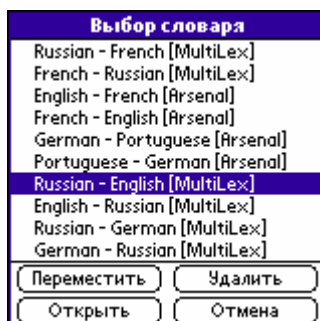 Выбор словаря
Russian - French [MultiLex]
French - Russian [MultiLex]
English - French [Arsenal]
French - English [Arsenal]
German - Portuguese [Arsenal]
Portuguese - German [Arsenal]
Russian - English [MultiLex]
English - Russian [MultiLex]
Russian - German [MultiLex]
German - Russian [MultiLex]
Переместить Удалить
Открыть Отмена